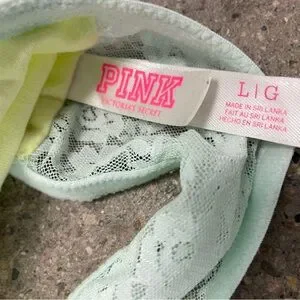 PINK
VICTORIA'S SECRET
L|G
MADE IN SRI LANKA
FAIT AU SRI LANKA
HECHO EN SRI LANKA